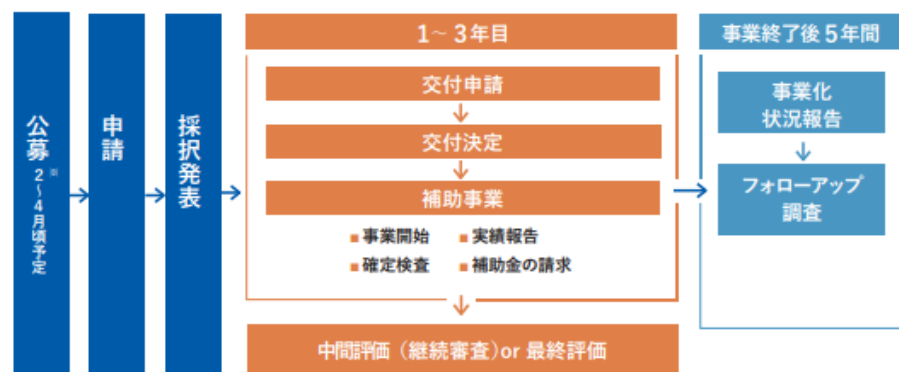 公募
※
2~4月頃予定
申請
採択発表
1~3年目
交付申請
交付決定
補助事業
■事業開始 ■実績報告
■確定検査 ■補助金の請求
中間評価(継続審査)or 最終評価
事業終了後5年間
事業化
状況報告
フォローアップ
調査